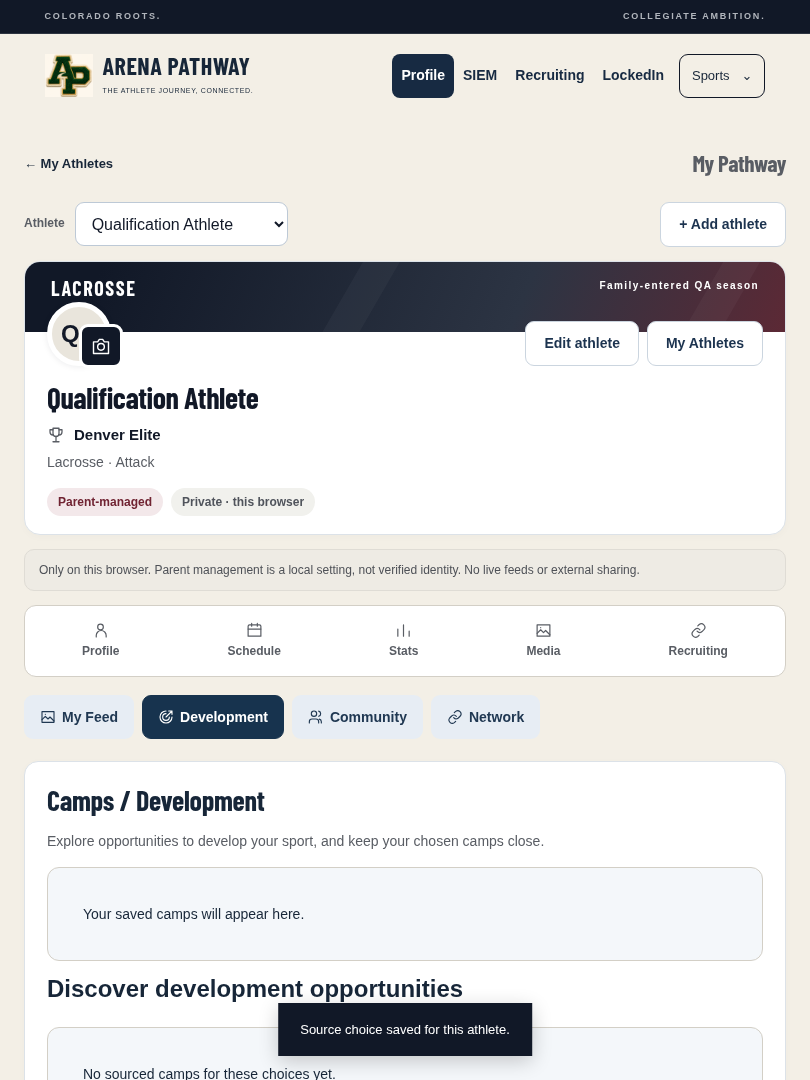 COLORADO ROOTS.
COLLEGIATE AMBITION.
AP
ARENA PATHWAY
THE ATHLETE JOURNEY, CONNECTED.
Profile
SIEM
Recruiting
LockedIn
Sports
← My Athletes
My Pathway
Athlete
Qualification Athlete
+ Add athlete
LACROSSE
Family-entered QA season
Q
Edit athlete
My Athletes
Qualification Athlete
Denver Elite
Lacrosse · Attack
Parent-managed
Private · this browser
Only on this browser. Parent management is a local setting, not verified identity. No live feeds or external sharing.
Profile
Schedule
Stats
Media
Recruiting
My Feed
Development
Community
Network
Camps / Development
Explore opportunities to develop your sport, and keep your chosen camps close.
Your saved camps will appear here.
Discover development opportunities
Source choice saved for this athlete.
No sourced camps for these choices yet.